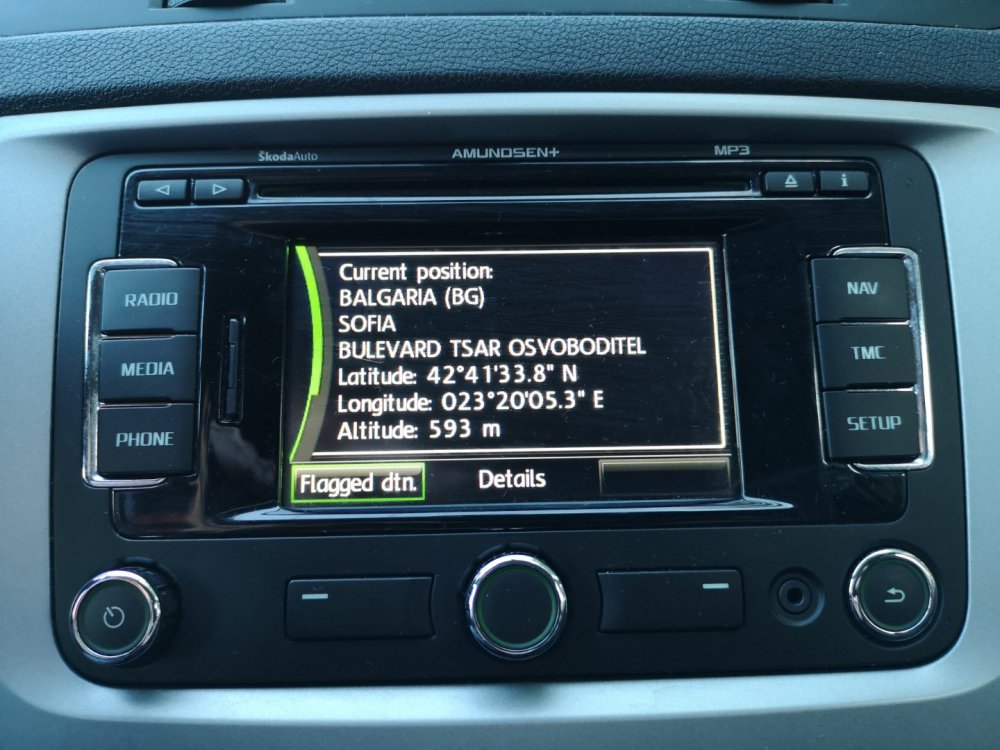 ŠkodaAuto AMUNDSEN+ MP3
i
RADIO
MEDIA
PHONE
Current position:
BALGARIA (BG)
SOFIA
BULEVARD TSAR OSVOBODITEL
Latitude: 42°41'33.8" N
Longitude: 023°20'05.3" E
Altitude: 593 m
Flagged dtn. Details
NAV
TMC
SETUP